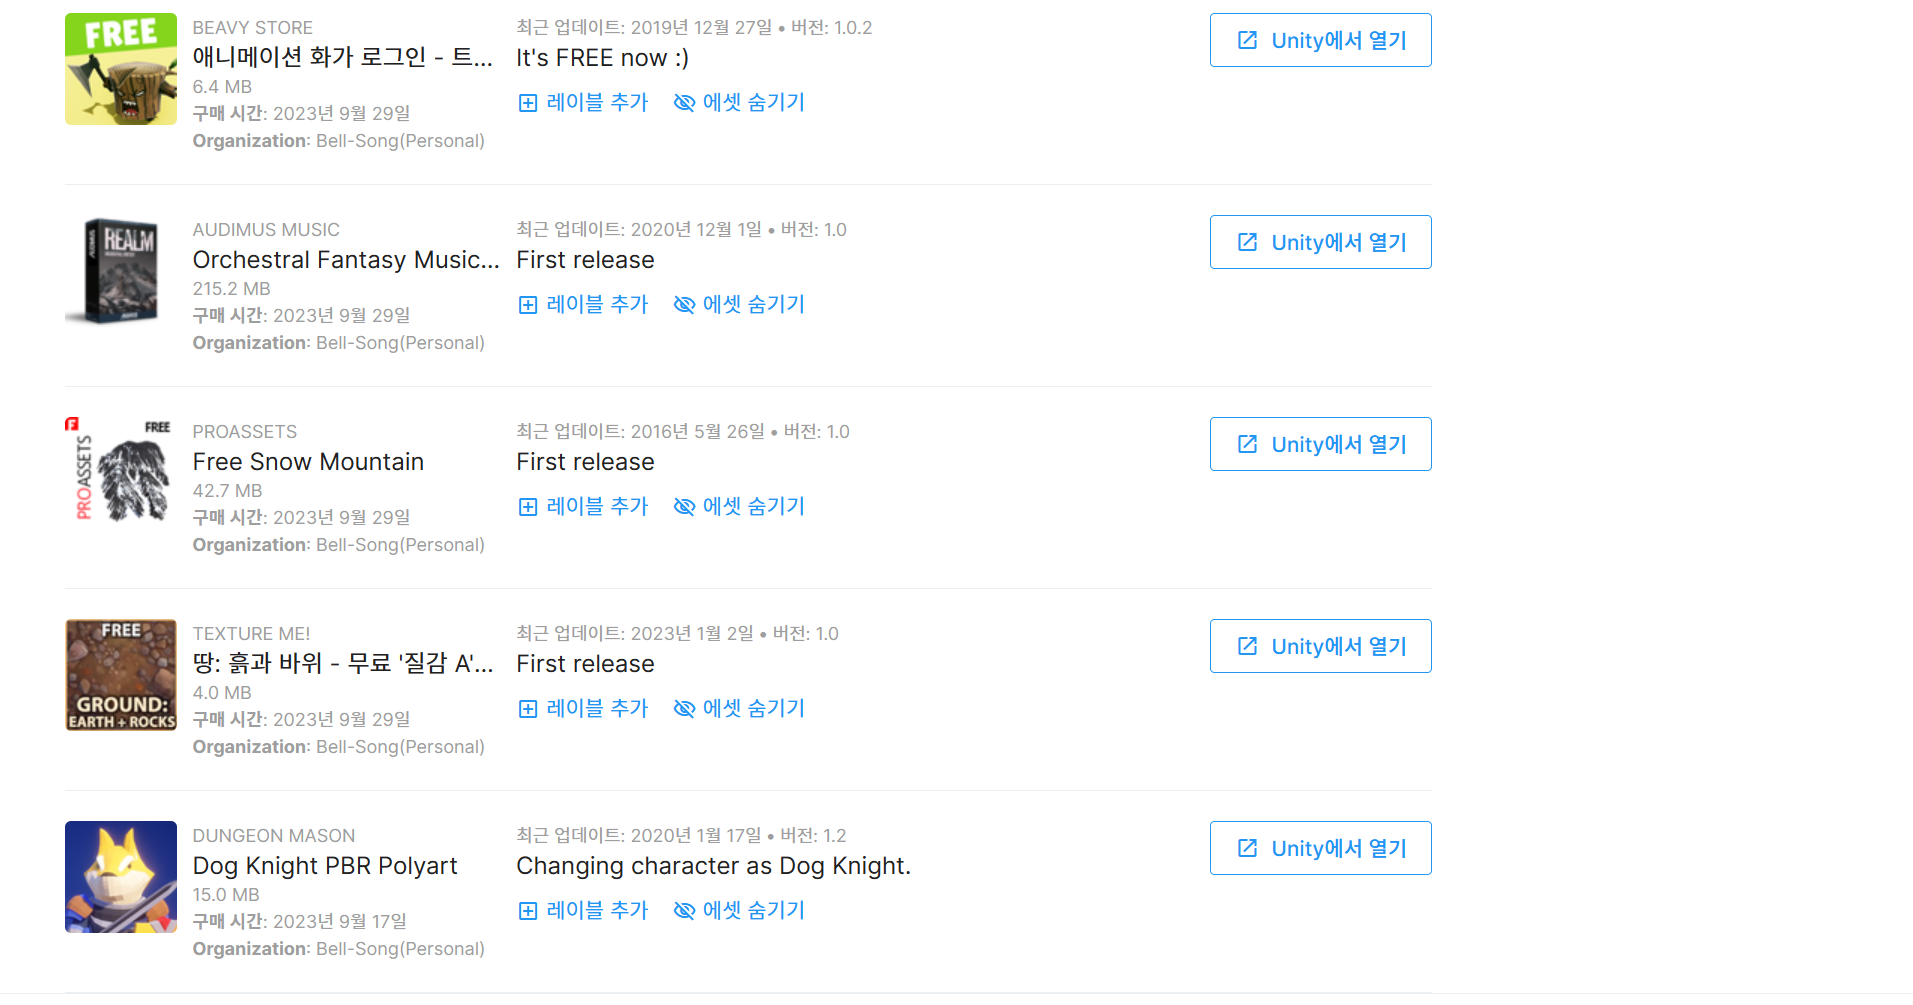 FREE
BEAVY STORE
애니메이션 화가 로그인 - 트...
6.4 MB
구매 시간: 2023년 9월 29일
Organization: Bell-Song(Personal)
최근 업데이트: 2019년 12월 27일 • 버전: 1.0.2
It's FREE now :)
레이블 추가 에셋 숨기기
Unity에서 열기
REALM
AUDIMUS MUSIC
Orchestral Fantasy Music...
215.2 MB
구매 시간: 2023년 9월 29일
Organization: Bell-Song(Personal)
최근 업데이트: 2020년 12월 1일 • 버전: 1.0
First release
레이블 추가 에셋 숨기기
Unity에서 열기
F
FREE
PROASSETS
PROASSETS
Free Snow Mountain
42.7 MB
구매 시간: 2023년 9월 29일
Organization: Bell-Song(Personal)
최근 업데이트: 2016년 5월 26일 • 버전: 1.0
First release
레이블 추가 에셋 숨기기
Unity에서 열기
FREE
GROUND:
EARTH + ROCKS
TEXTURE ME!
땅: 흙과 바위 - 무료 '질감 A'...
4.0 MB
구매 시간: 2023년 9월 29일
Organization: Bell-Song(Personal)
최근 업데이트: 2023년 1월 2일 • 버전: 1.0
First release
레이블 추가 에셋 숨기기
Unity에서 열기
DUNGEON MASON
Dog Knight PBR Polyart
15.0 MB
구매 시간: 2023년 9월 17일
Organization: Bell-Song(Personal)
최근 업데이트: 2020년 1월 17일 • 버전: 1.2
Changing character as Dog Knight.
레이블 추가 에셋 숨기기
Unity에서 열기